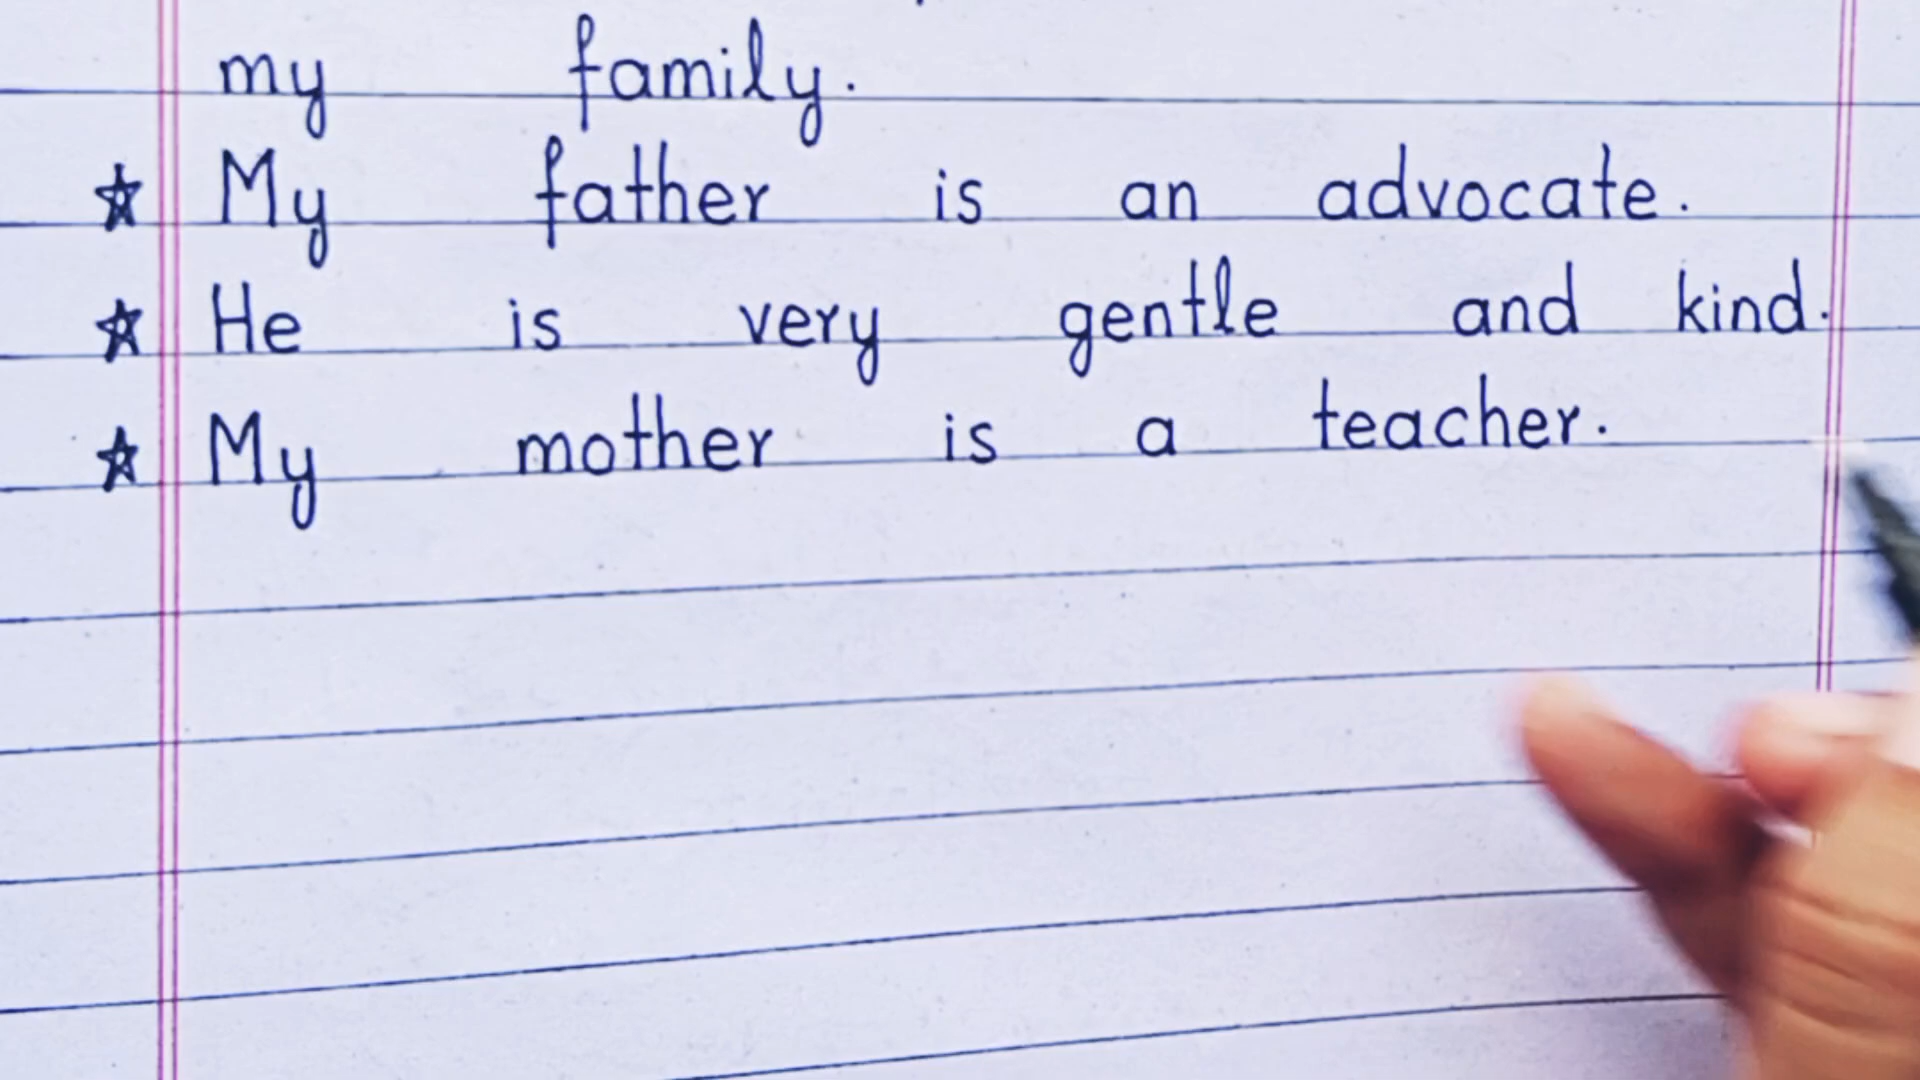 my family.
☆ My father is an advocate.
☆ He is very gentle and kind.
☆ My mother is a teacher.